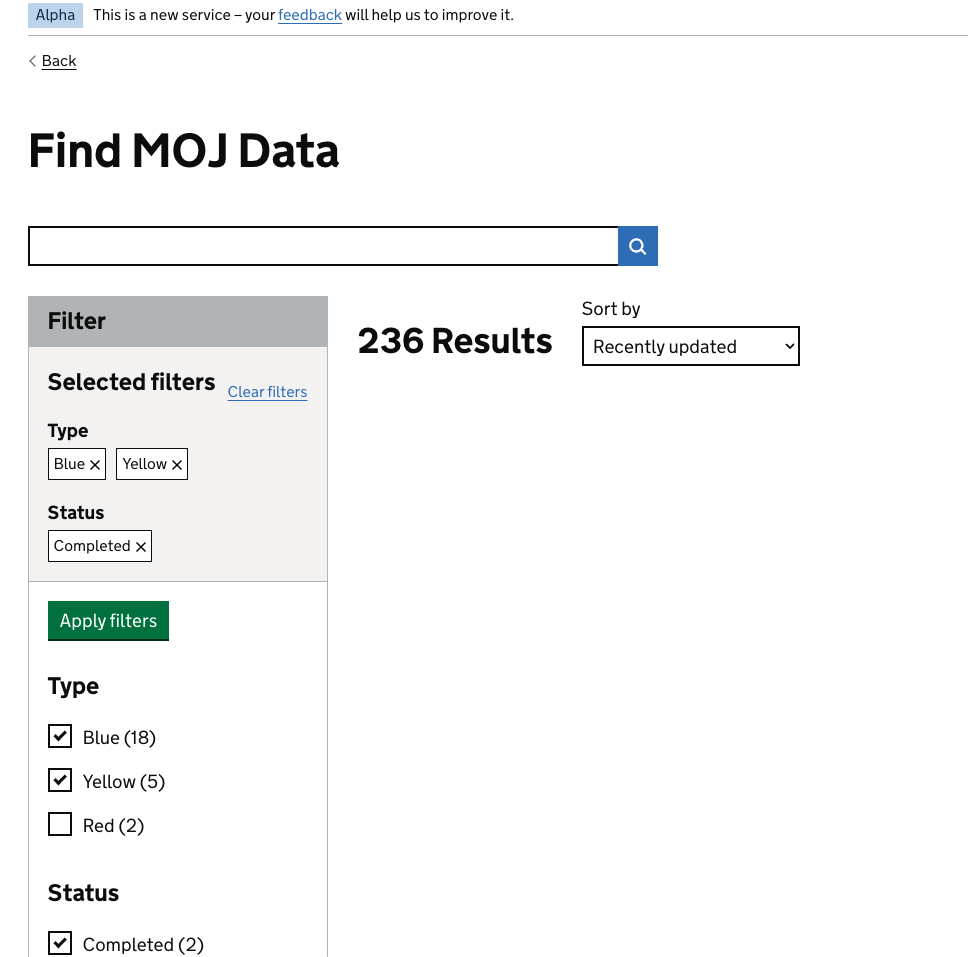 Alpha This is a new service – your feedback will help us to improve it.
Back
Find MOJ Data
Filter
Selected filters Clear filters
Type
Blue Yellow
Status
Completed
Apply filters
Type
Blue (18)
Yellow (5)
Red (2)
Status
Completed (2)
236 Results
Sort by
Recently updated